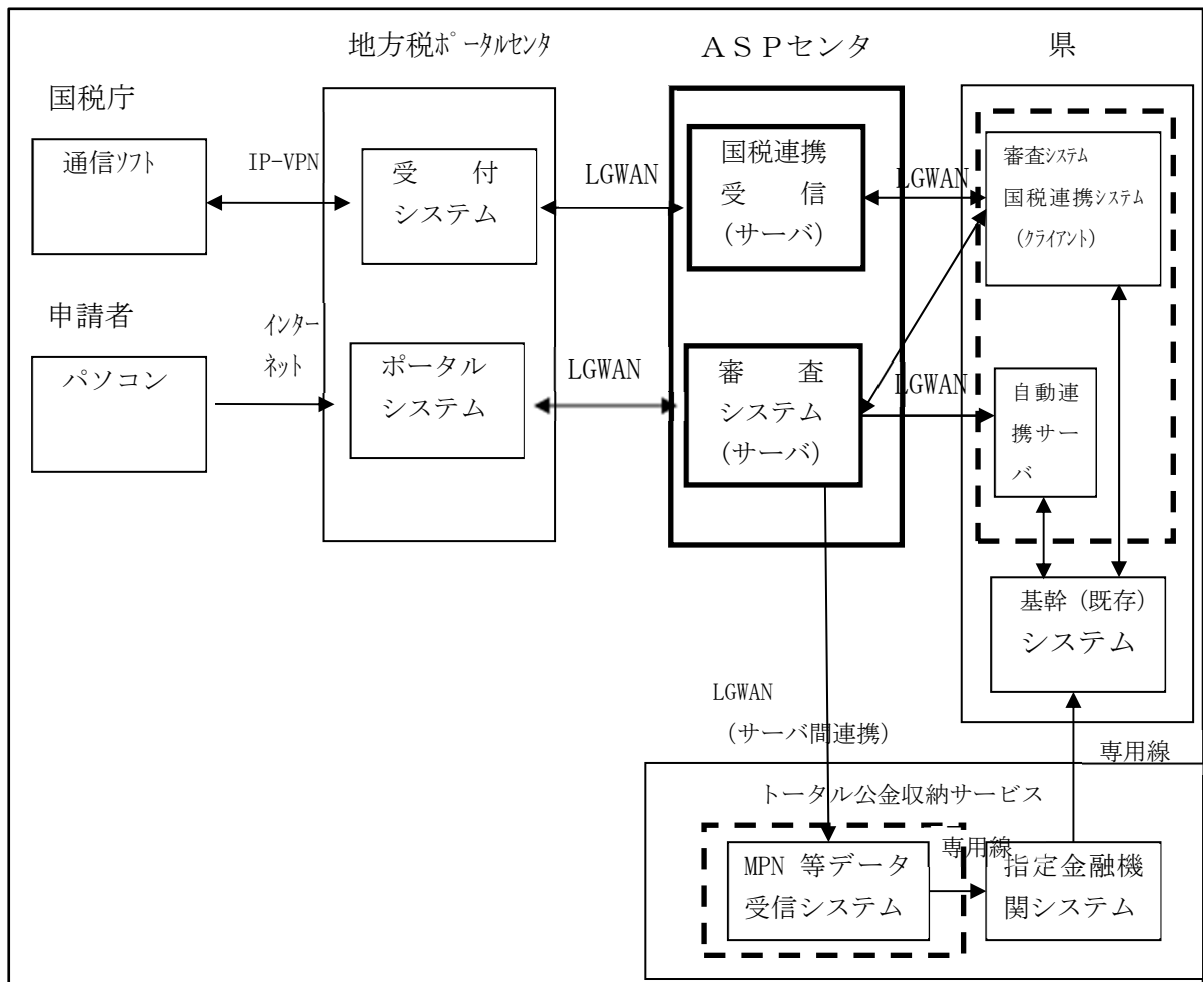 地方税ﾎﾟｰﾀﾙｾﾝﾀ
ＡＳＰセンタ
県
国税庁
通信ｿﾌﾄ
IP-VPN
受　付
システム
LGWAN
国税連携
受　信
(サーバ)
LGWAN
審査ｼｽﾃﾑ
国税連携ｼｽﾃﾑ
(ｸﾗｲｱﾝﾄ)
申請者
パソコン
ｲﾝﾀｰ
ﾈｯﾄ
ポータル
システム
LGWAN
審　査
システム
(サーバ)
LGWAN
自動連
携サー
バ
基幹（既存）
システム
LGWAN
（サーバ間連携）
専用線
トータル公金収納サービス
専用線
MPN 等データ
受信システム
指定金融機
関システム